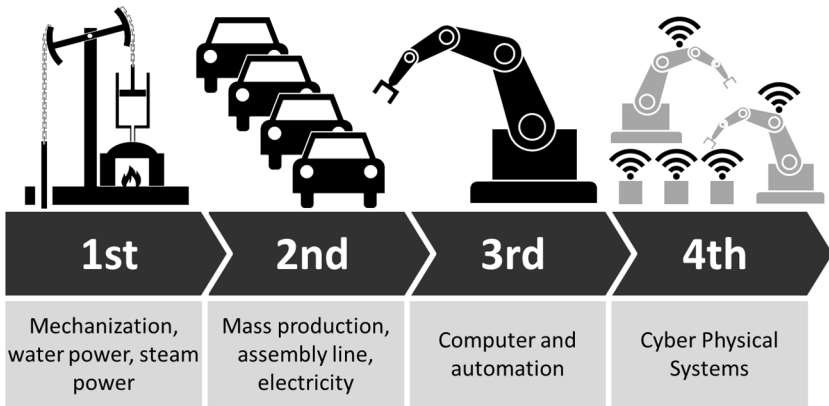 1st
2nd
3rd
4th
Mechanization,
water power, steam
power
Mass production,
assembly line,
electricity
Computer and
automation
Cyber Physical
Systems